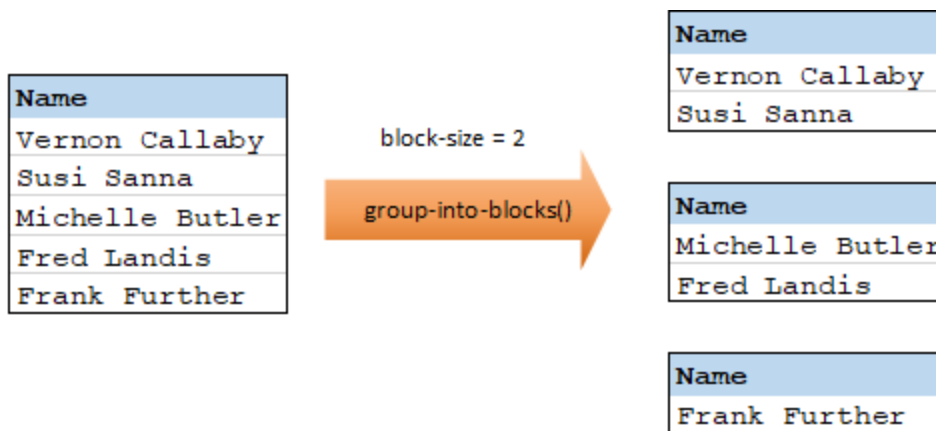 Name
Vernon Callaby
Susi Sanna
Michelle Butler
Fred Landis
Frank Further
block-size = 2
group-into-blocks()
Name
Vernon Callaby
Susi Sanna
Name
Michelle Butler
Fred Landis
Name
Frank Further